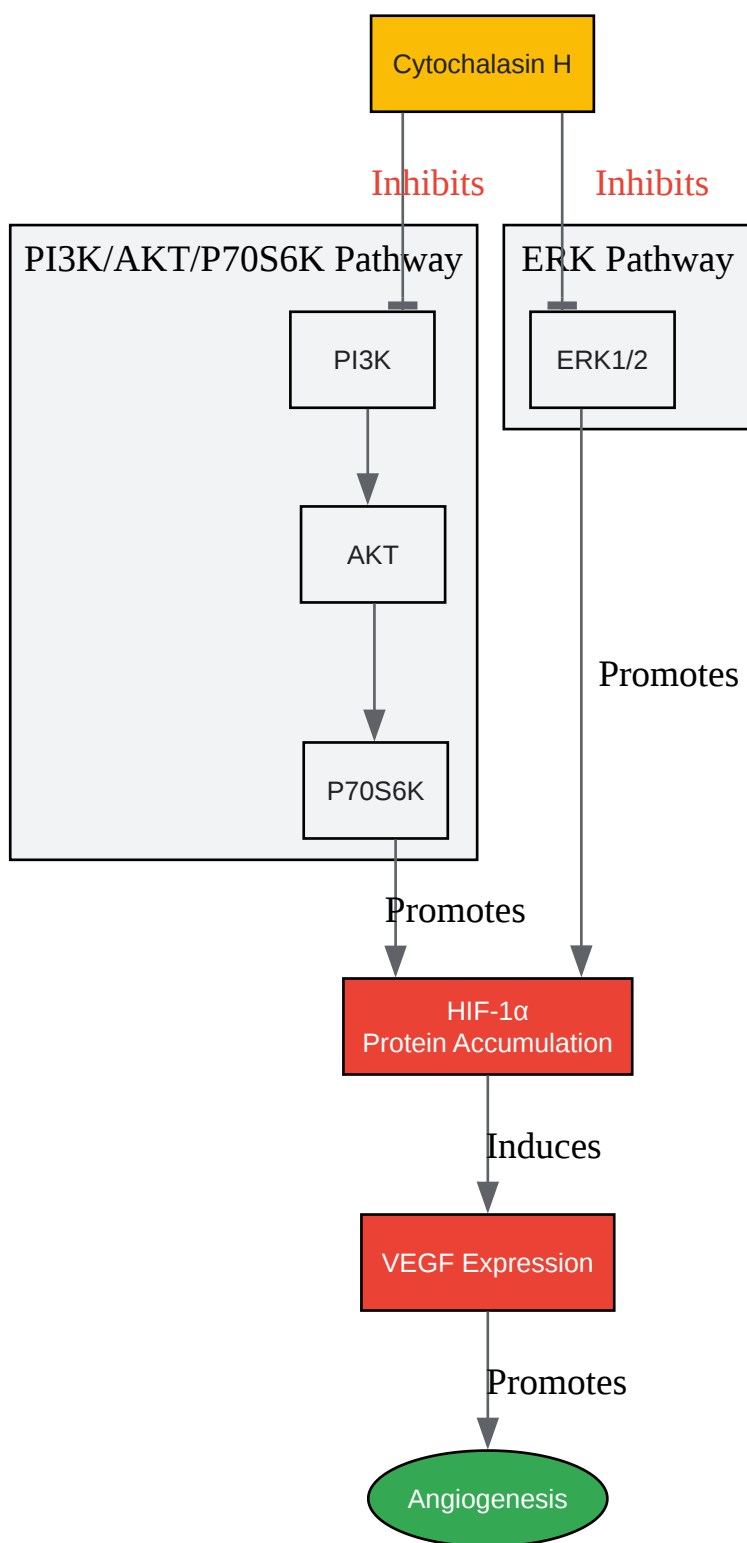 Cytochalasin H
Inhibits
Inhibits
PI3K/AKT/P70S6K Pathway
ERK Pathway
PI3K
ERK1/2
AKT
Promotes
P70S6K
Promotes
HIF-1α
Protein Accumulation
Induces
VEGF Expression
Promotes
Angiogenesis